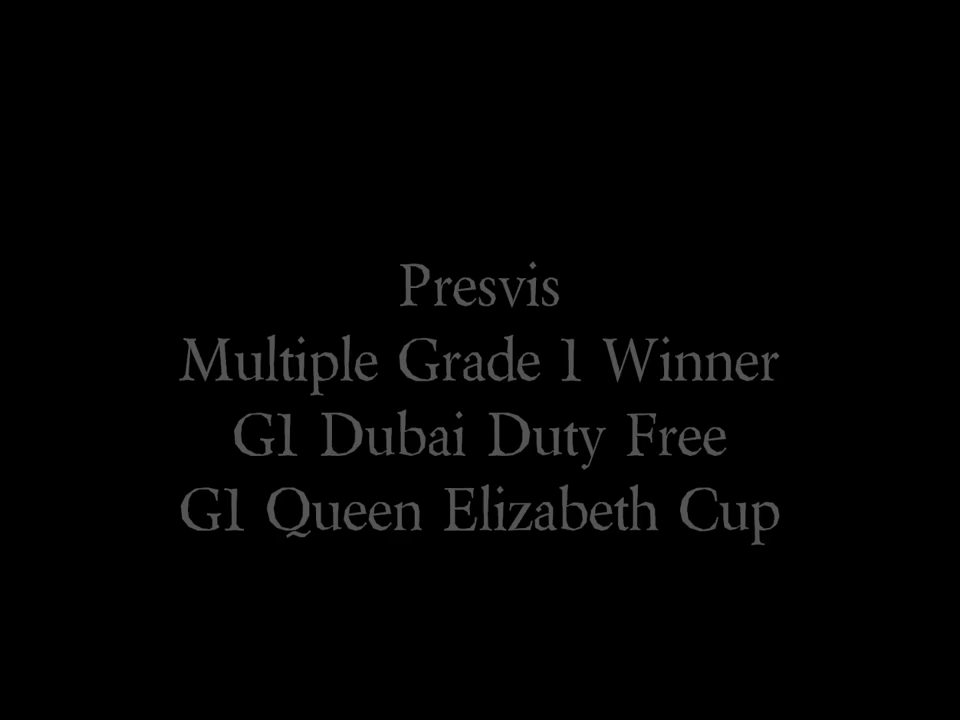 Presvis
Multiple Grade 1 Winner
G1 Dubai Duty Free
G1 Queen Elizabeth Cup